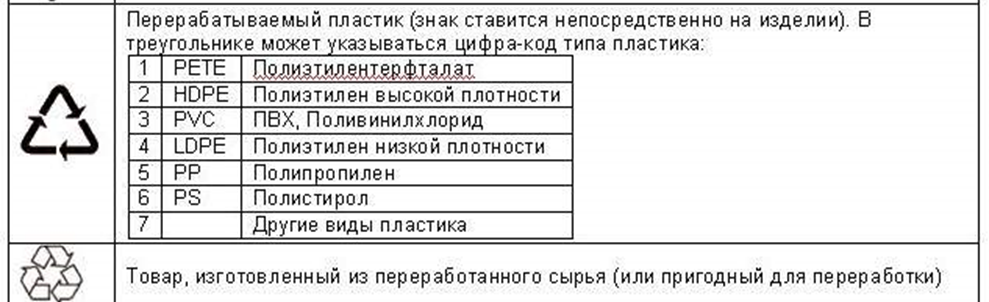 Перерабатываемый пластик (знак ставится непосредственно на изделии). В
треугольнике может указываться цифра-код типа пластика:
1 PETE Полиэтилентерфталат
2 HDPE Полиэтилен высокой плотности
3 PVC ПВХ, Поливинилхлорид
4 LDPE Полиэтилен низкой плотности
5 PP Полипропилен
6 PS Полистирол
7 Другие виды пластика
Товар, изготовленный из переработанного сырья (или пригодный для переработки)